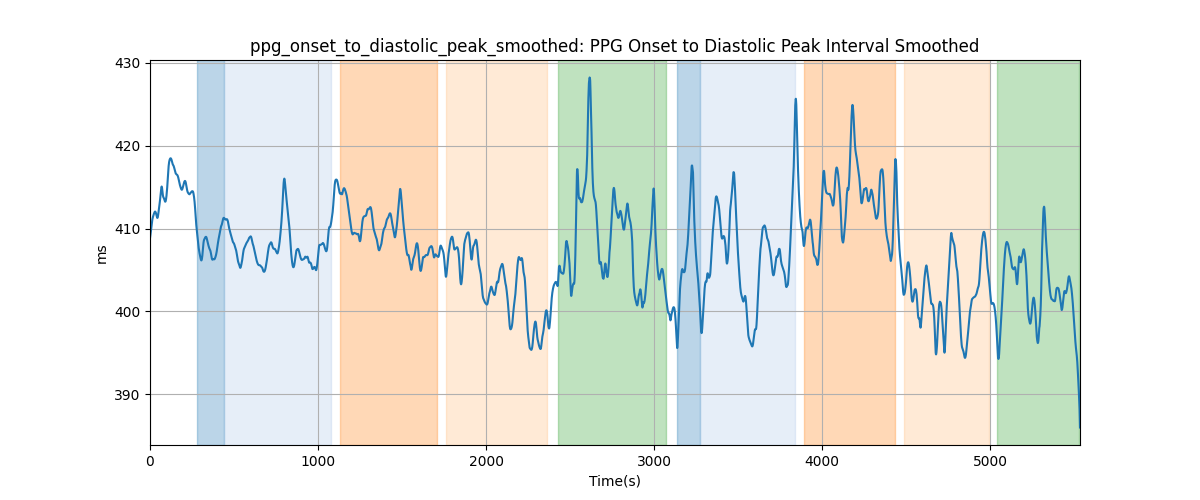 ppg_onset_to_diastolic_peak_smoothed: PPG Onset to Diastolic Peak Interval Smoothed
430
420
410
400
390
ms
0 1000 2000 3000 4000 5000
Time(s)